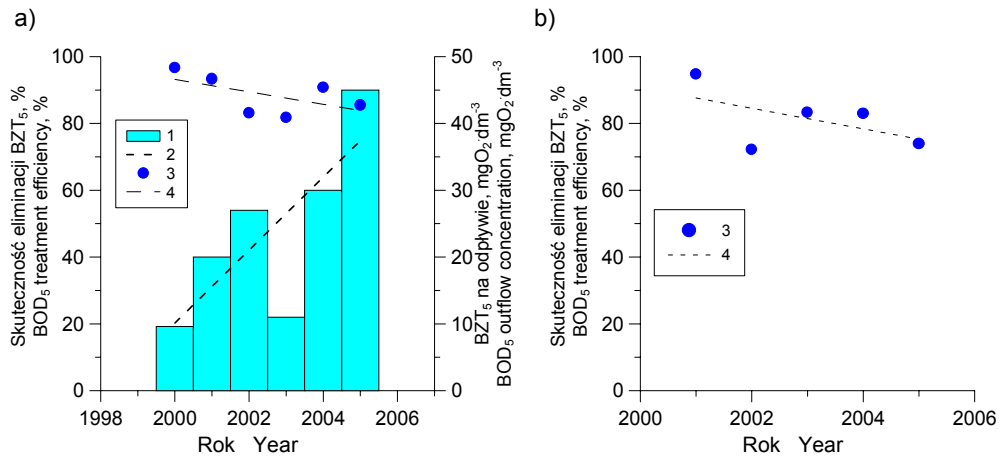 a)
Skuteczność eliminacji BZT₅, %
BOD₅ treatment efficiency, %
100
80
60
40
20
0
1
2
3
4
50
40
30
20
10
0
BZT₅ na odpływie, mgO₂·dm⁻³
BOD₅ outflow concentration, mgO₂·dm⁻³
1998 2000 2002 2004 2006
Rok Year
b)
Skuteczność eliminacji BZT₅, %
BOD₅ treatment efficiency, %
100
80
60
40
20
0
3
4
2000 2002 2004 2006
Rok Year